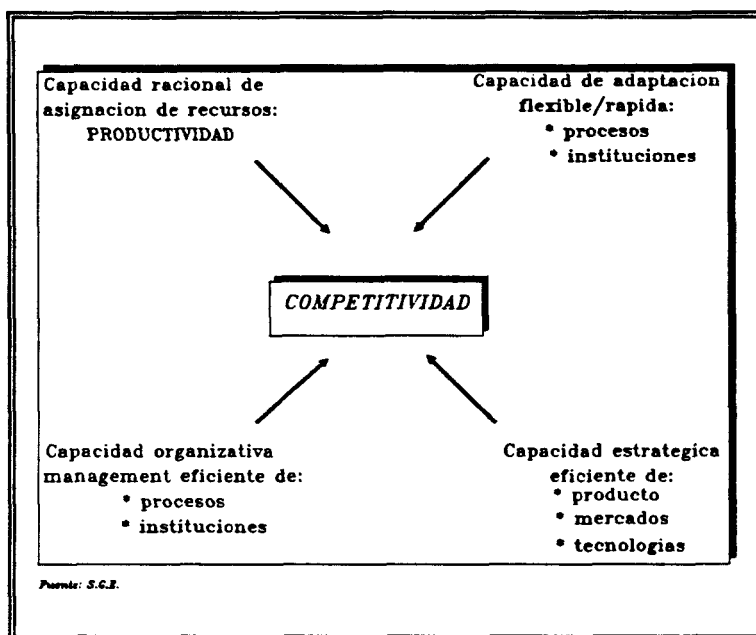 Capacidad racional de
asignacion de recursos:
PRODUCTIVIDAD
Capacidad de adaptacion
flexible/rapida:
* procesos
* instituciones
COMPETITIVIDAD
Capacidad organizativa
management eficiente de:
* procesos
* instituciones
Capacidad estrategica
eficiente de:
* producto
* mercados
* tecnologias
Fuente: S.G.E.